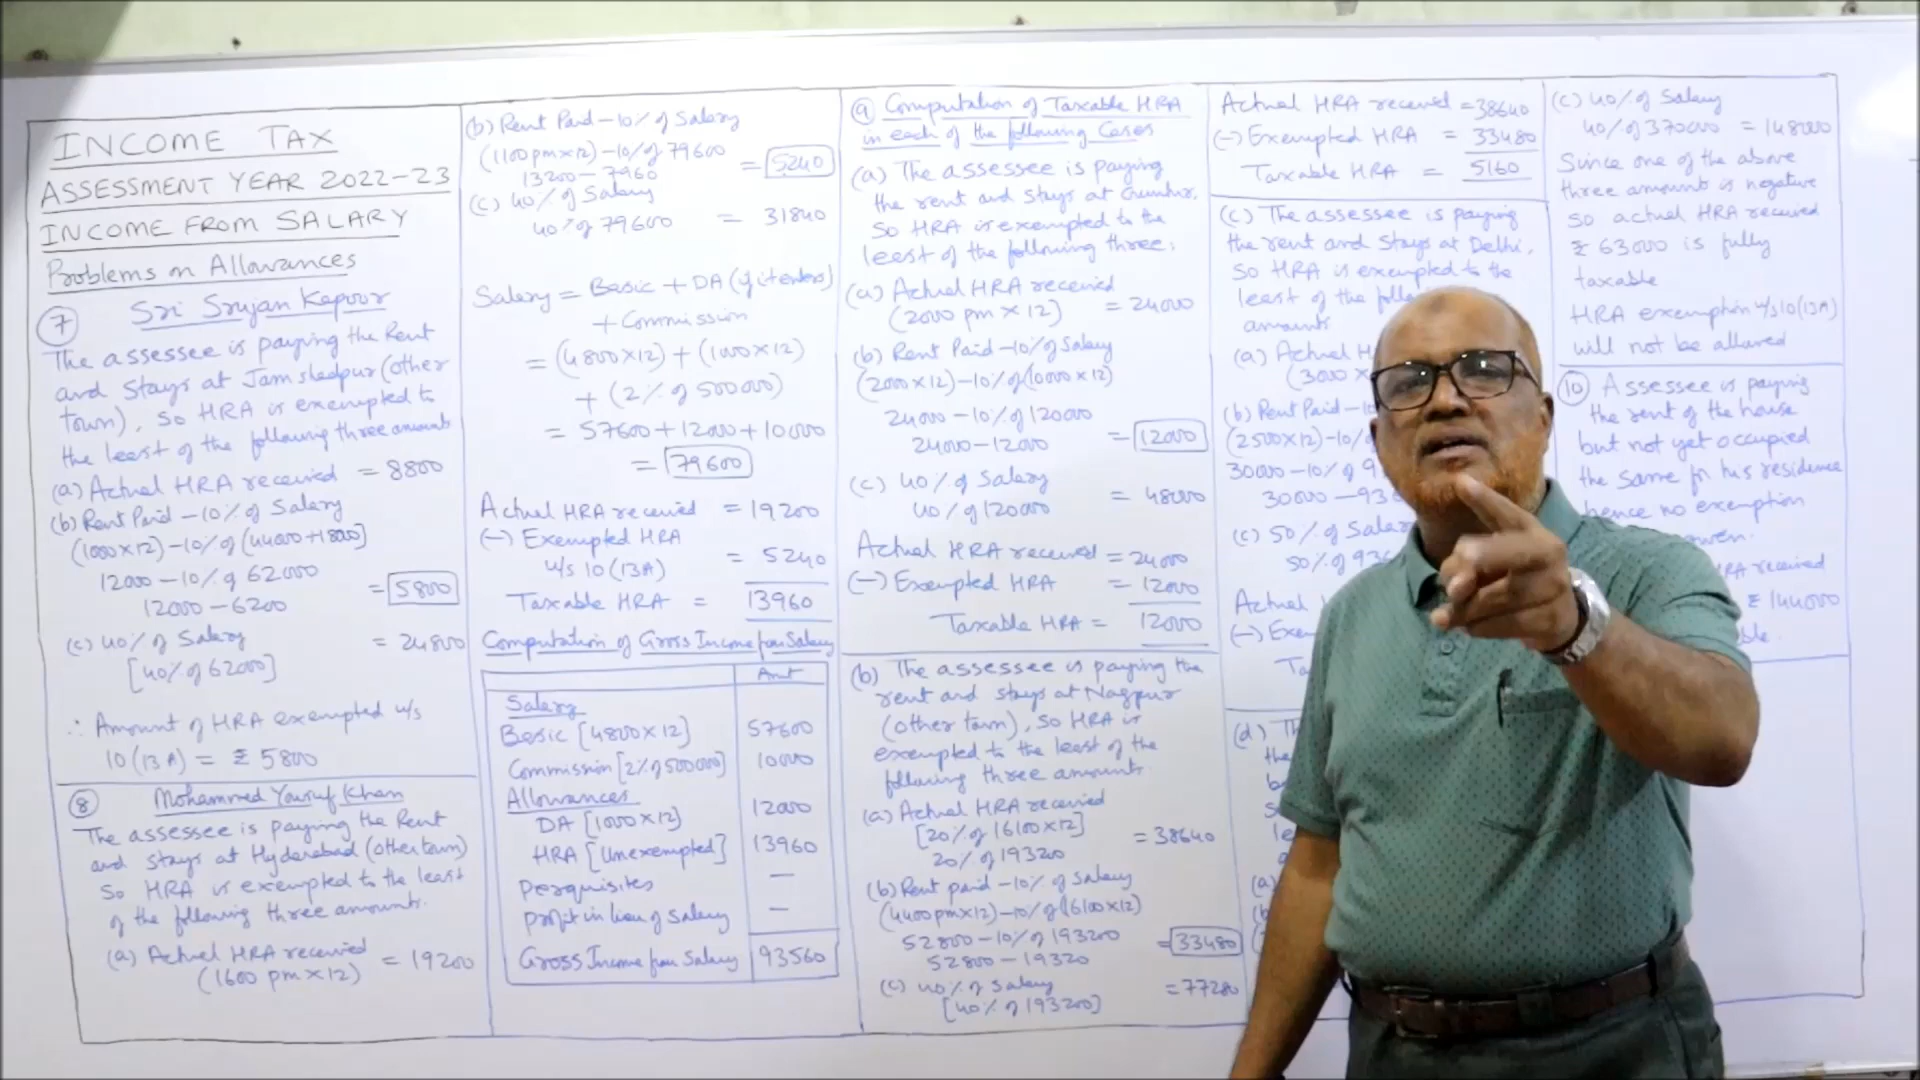 INCOME TAX
ASSESSMENT YEAR 2022-23
INCOME FROM SALARY
Problems on Allowances
7 Sri Srujan Kapoor
The assessee is paying the Rent
and stays at Jamshedpur (other
town), so HRA is exempted to
the least of the following three amounts
(a) Actual HRA received = 8800
(b) Rent Paid - 10% of Salary
(1000×12) - 10% of (44000+18000]
12000 - 10% of 62000
12000 - 6200 = 5800
(c) 40% of Salary = 24800
[40% of 62000]
∴ Amount of HRA exempted u/s
10 (13A) = ₹ 5800
8 Mohammed Yousuf Khan
The assessee is paying the Rent
and stays at Hyderabad (other town)
So HRA is exempted to the least
of the following three amounts.
(a) Actual HRA received
(1600 pm × 12) = 19200
(b) Rent Paid - 10% of Salary
(1100 pm × 12) - 10% of 79600
13200 - 7960 = 5240
(c) 40% of Salary
40% of 79600 = 31840
Salary = Basic + DA (if it enters)
+ Commission
= (4800×12) + (1000×12)
+ (2% of 500000)
= 57600 + 12000 + 10000
= 79600
Actual HRA received = 19200
(-) Exempted HRA
u/s 10 (13A) = 5240
Taxable HRA = 13960
Computation of Gross Income from Salary
Amt
Salary
Basic [4800×12] 57600
Commission [2% of 500000] 10000
Allowances
DA [1000×12] 12000
HRA [Unexempted] 13960
Perquisites —
profit in lieu of Salary —
Gross Income from Salary 93560
9 Computation of Taxable HRA
in each of the following Cases
(a) The assessee is paying
the rent and stays at Guntur,
so HRA is exempted to the
least of the following three:
(a) Actual HRA received
(2000 pm × 12) = 24000
(b) Rent Paid - 10% of Salary
(2000×12) - 10% of (10000×12)
24000 - 10% of 120000
24000 - 12000 = 12000
(c) 40% of Salary
40% of 120000 = 48000
Actual HRA received = 24000
(-) Exempted HRA = 12000
Taxable HRA = 12000
(b) The assessee is paying the
rent and stays at Nagpur
(other town), so HRA is
exempted to the least of the
following three amounts
(a) Actual HRA received
[20% of 16100×12]
20% of 19320 = 38640
(b) Rent paid - 10% of Salary
(4400 pm×12) - 10% of (16100×12)
52800 - 10% of 193200
52800 - 19320 = 33480
(c) 40% of Salary
[40% of 193200] = 77280
Actual HRA received = 38640
(-) Exempted HRA = 33480
Taxable HRA = 5160
(c) The assessee is paying
the rent and stays at Delhi,
so HRA is exempted to the
least of the
amounts
(a) Actual
(3000 ×
(b) Rent Paid -
(2500×12) - 10%
30000 - 10% of
30000 -
(c) 50% of Salary
50% of
Actual
(-)
(d)
(a)
(c) 40% of Salary
40% of 370000 = 148000
Since one of the above
three amounts is negative
so actual HRA received
₹ 63000 is fully
taxable
HRA exemption u/s 10 (13A)
will not be allowed
10 Assessee is paying
the rent of the house
but not yet occupied
the same for his residence
hence no exemption
HRA received
₹ 144000